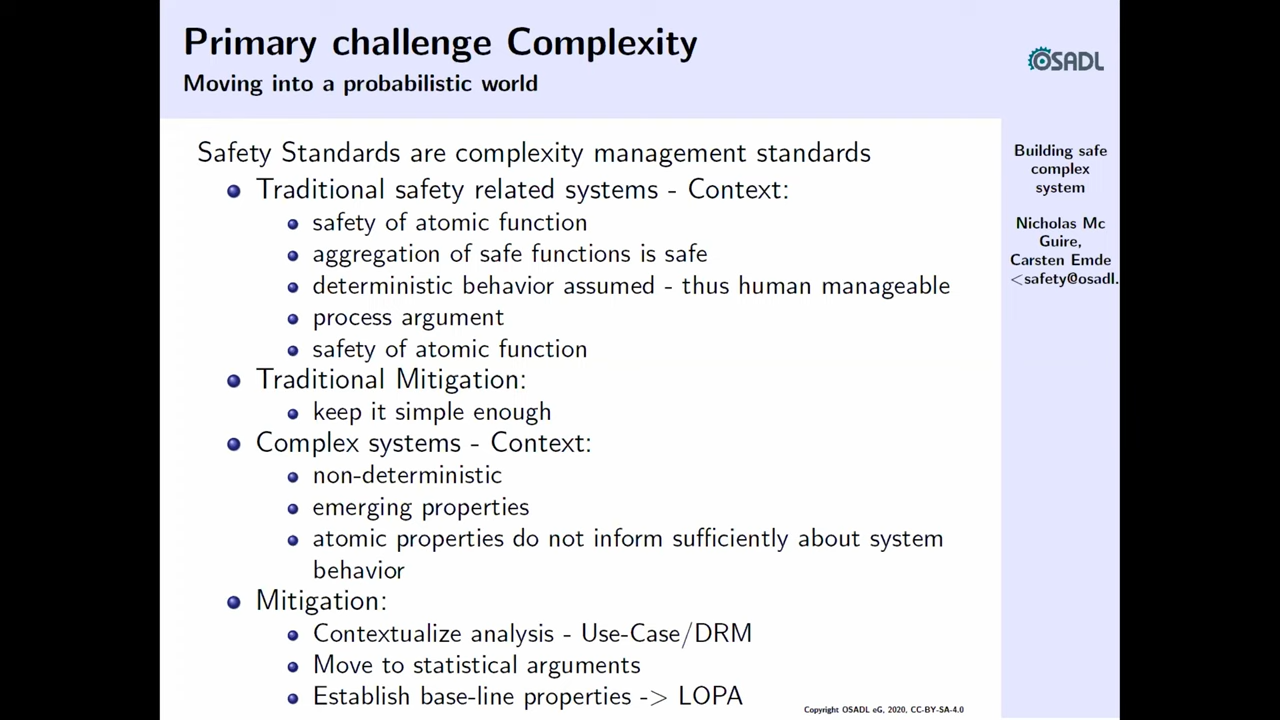 Primary challenge Complexity
Moving into a probabilistic world
OSADL
Safety Standards are complexity management standards
Traditional safety related systems - Context:
safety of atomic function
aggregation of safe functions is safe
deterministic behavior assumed - thus human manageable
process argument
safety of atomic function
Traditional Mitigation:
keep it simple enough
Complex systems - Context:
non-deterministic
emerging properties
atomic properties do not inform sufficiently about system
behavior
Mitigation:
Contextualize analysis - Use-Case/DRM
Move to statistical arguments
Establish base-line properties -> LOPA
Building safe
complex
system
Nicholas Mc
Guire,
Carsten Emde
<safety@osadl.
Copyright OSADL eG, 2020, CC-BY-SA-4.0